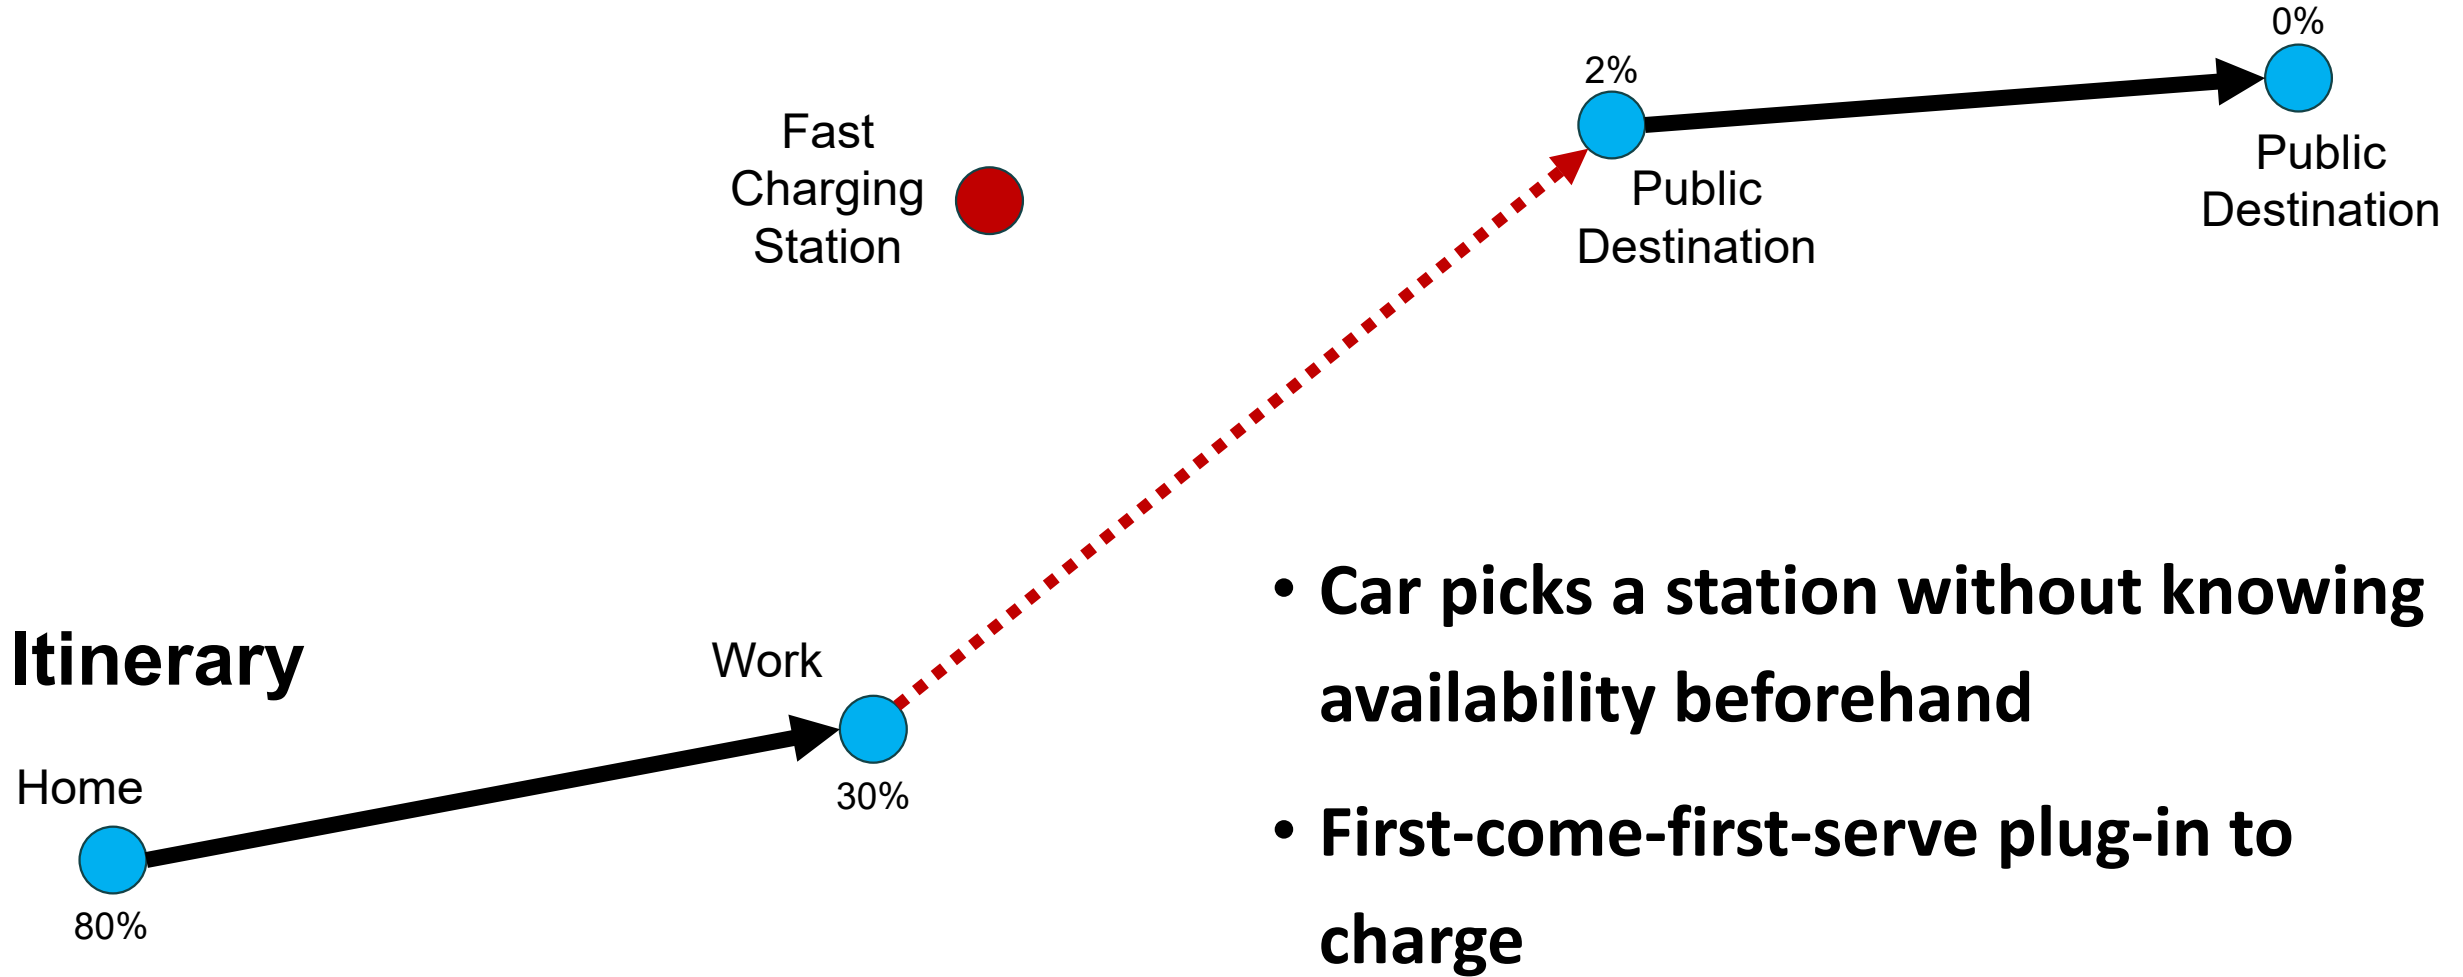 0%
2%
Fast
Charging
Station
Public
Destination
Public
Destination
Itinerary
Work
Home
30%
80%
• Car picks a station without knowing
availability beforehand
• First-come-first-serve plug-in to
charge